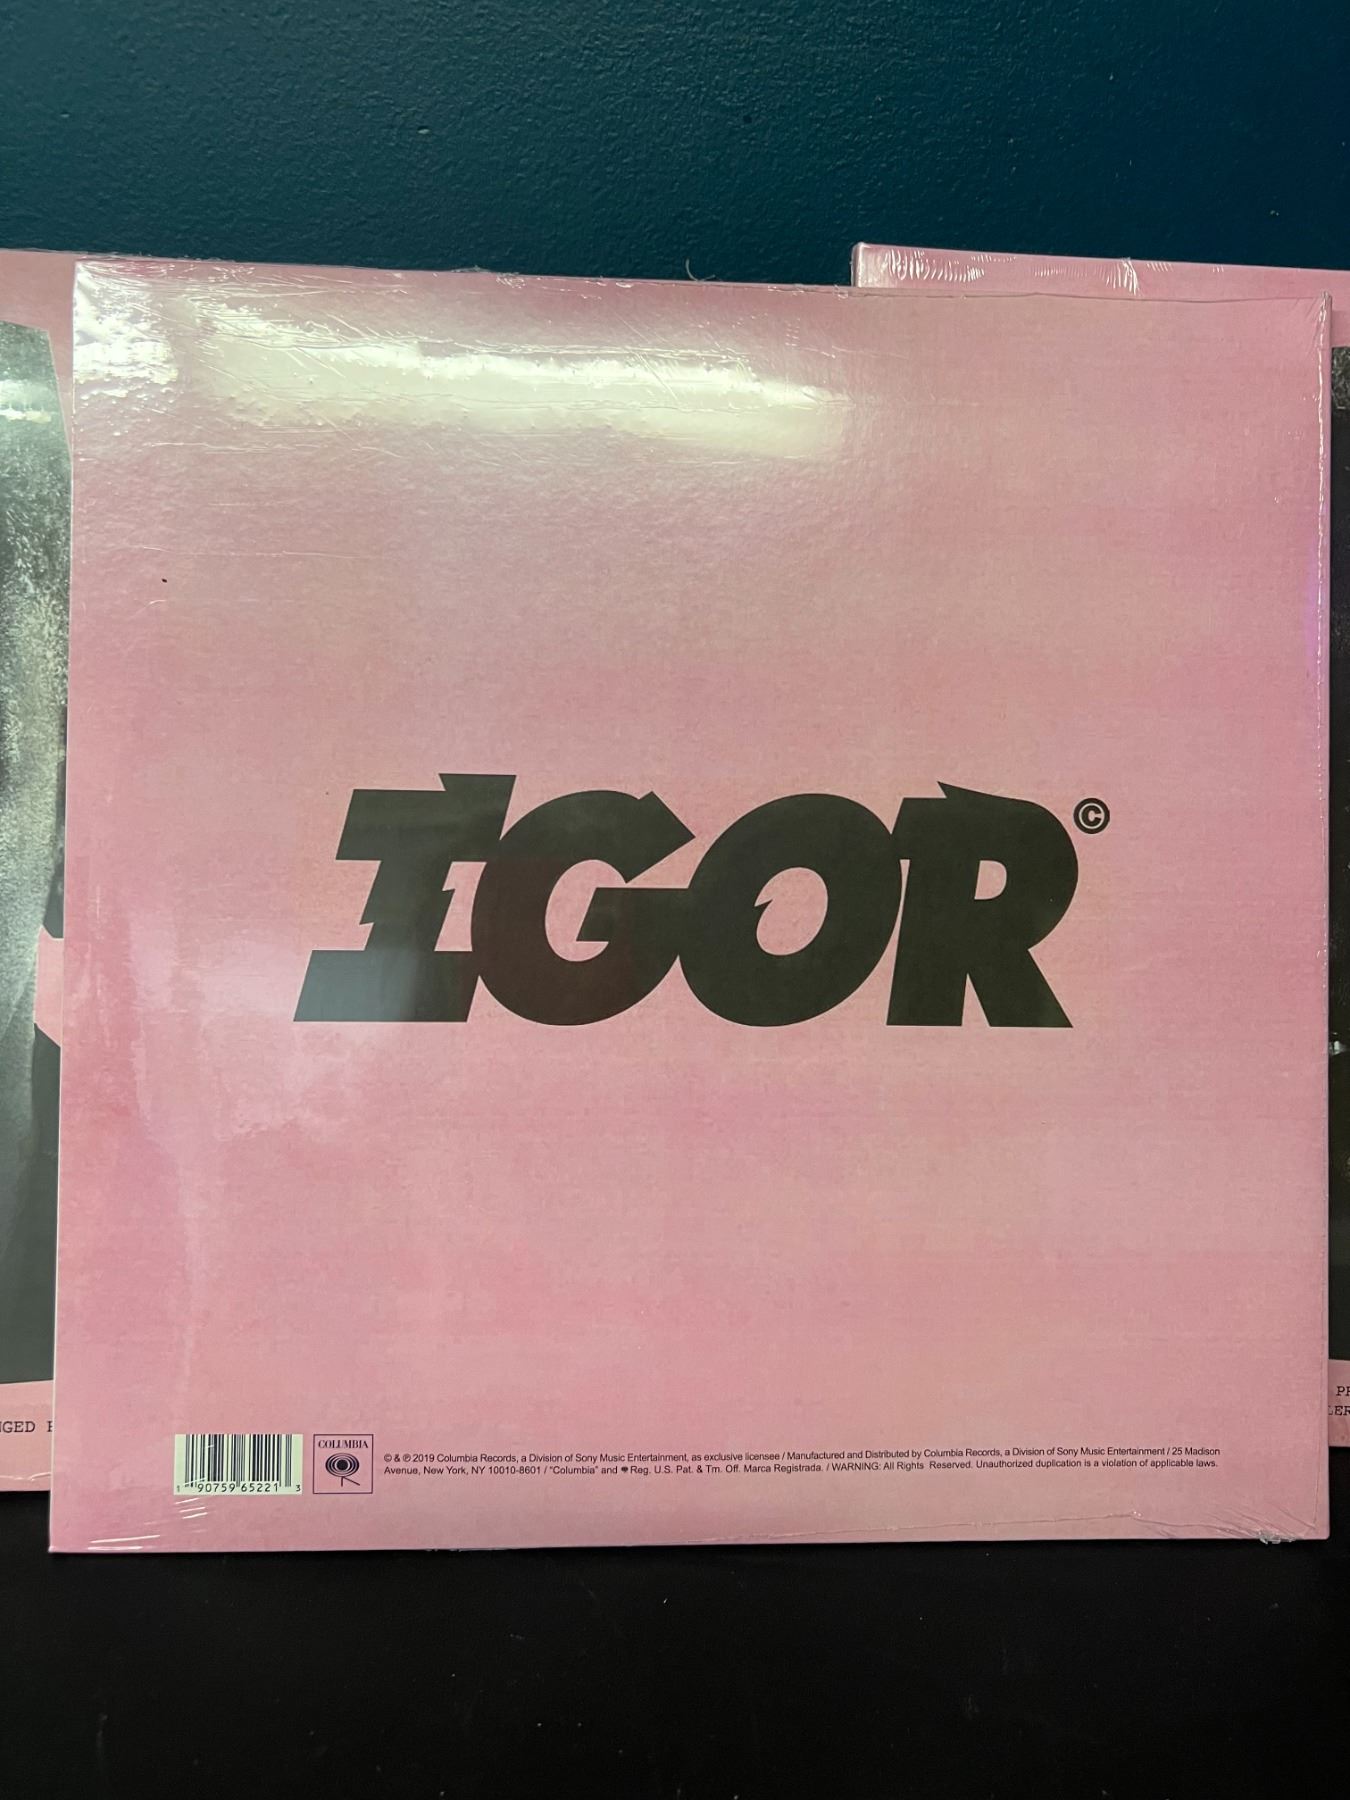 IGOR ©
COLUMBIA
© & ℗ 2019 Columbia Records, a Division of Sony Music Entertainment, as exclusive licensee / Manufactured and Distributed by Columbia Records, a Division of Sony Music Entertainment / 25 Madison
Avenue, New York, NY 10010-8601 / "Columbia" and Reg. U.S. Pat. & Tm. Off. Marca Registrada. / WARNING: All Rights Reserved. Unauthorized duplication is a violation of applicable laws.
1 90759 65221 3